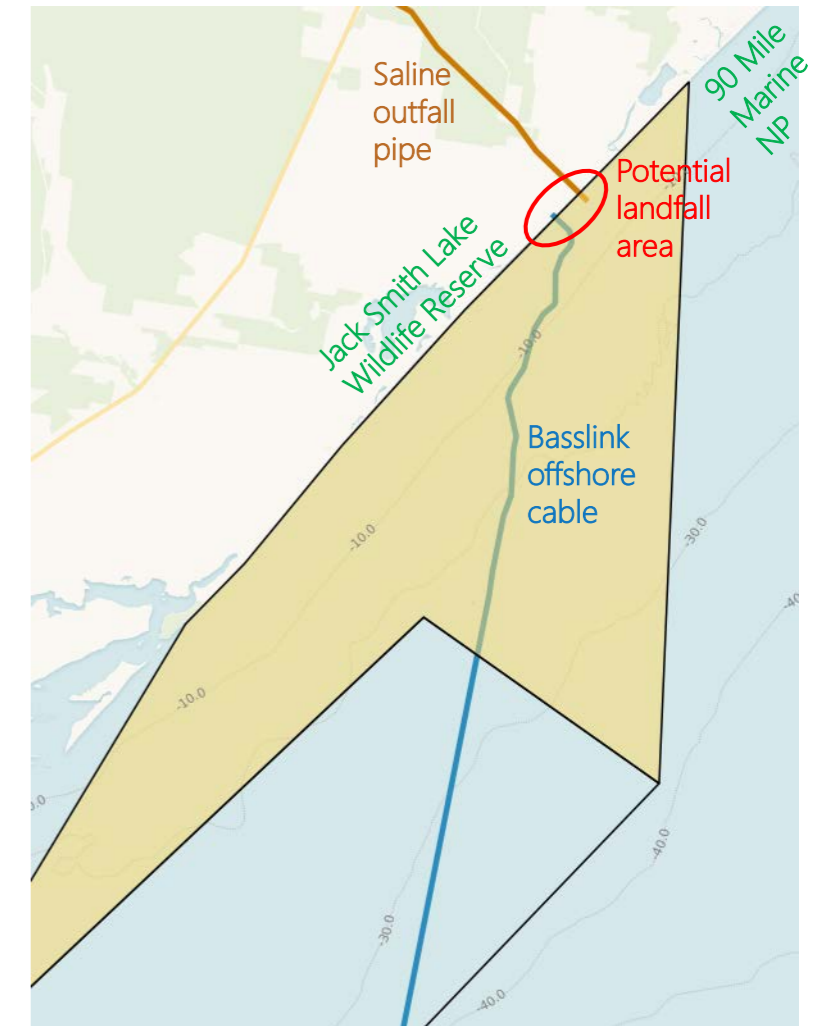 Saline
outfall
pipe
90 Mile
Marine
NP
Potential
landfall
area
Jack Smith Lake
Wildlife Reserve
-10.0
Basslink
offshore
cable
-10.0
-30.0
-40
-10.0
-40.0
-30.0
-40.0